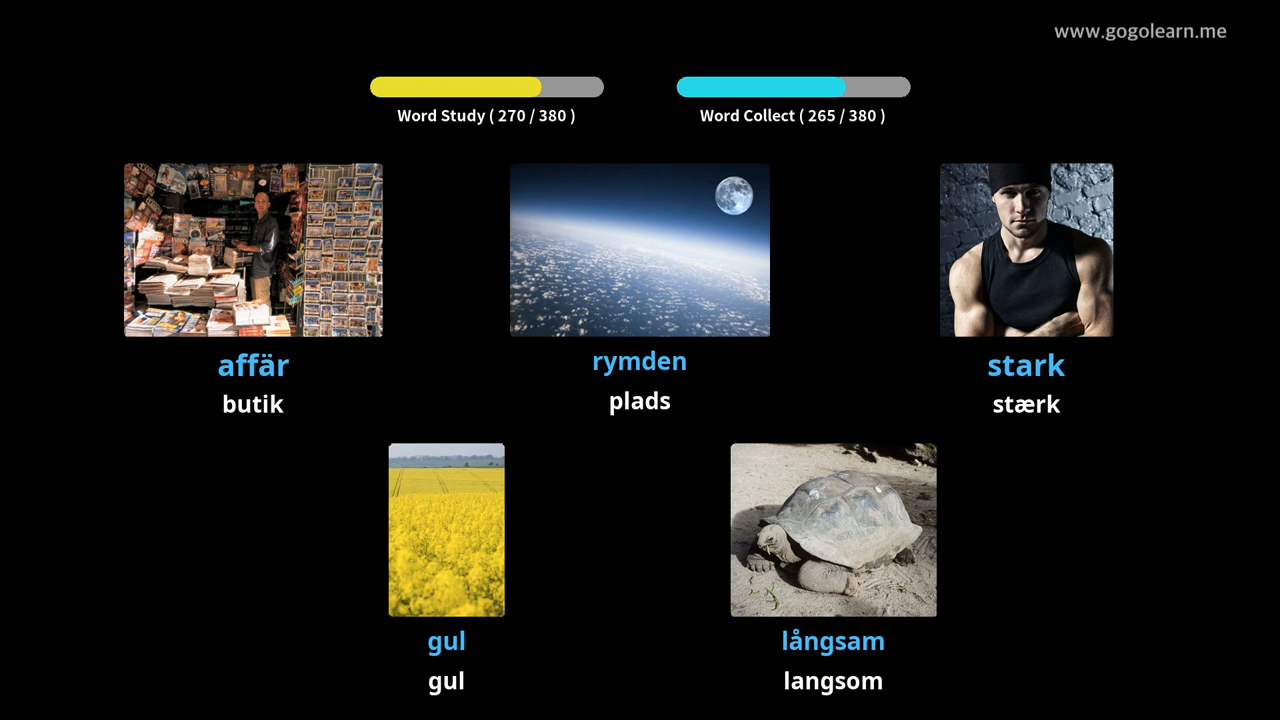 www.gogolearn.me
Word Study ( 270 / 380 )
Word Collect ( 265 / 380 )
affär
butik
rymden
plads
stark
stærk
gul
gul
långsam
langsom